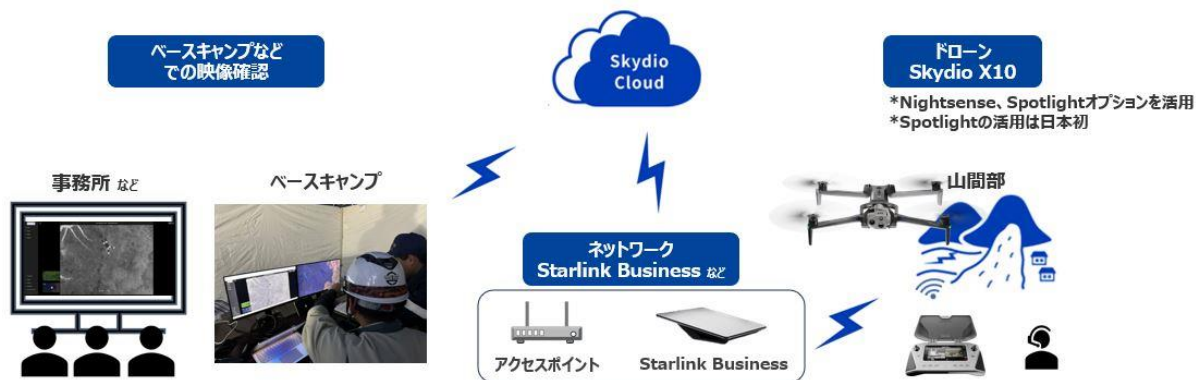 ベースキャンプなど
での映像確認
Skydio
Cloud
ドローン
Skydio X10
*Nightsense、Spotlightオプションを活用
*Spotlightの活用は日本初
事務所 など
ベースキャンプ
山間部
ネットワーク
Starlink Business など
アクセスポイント
Starlink Business